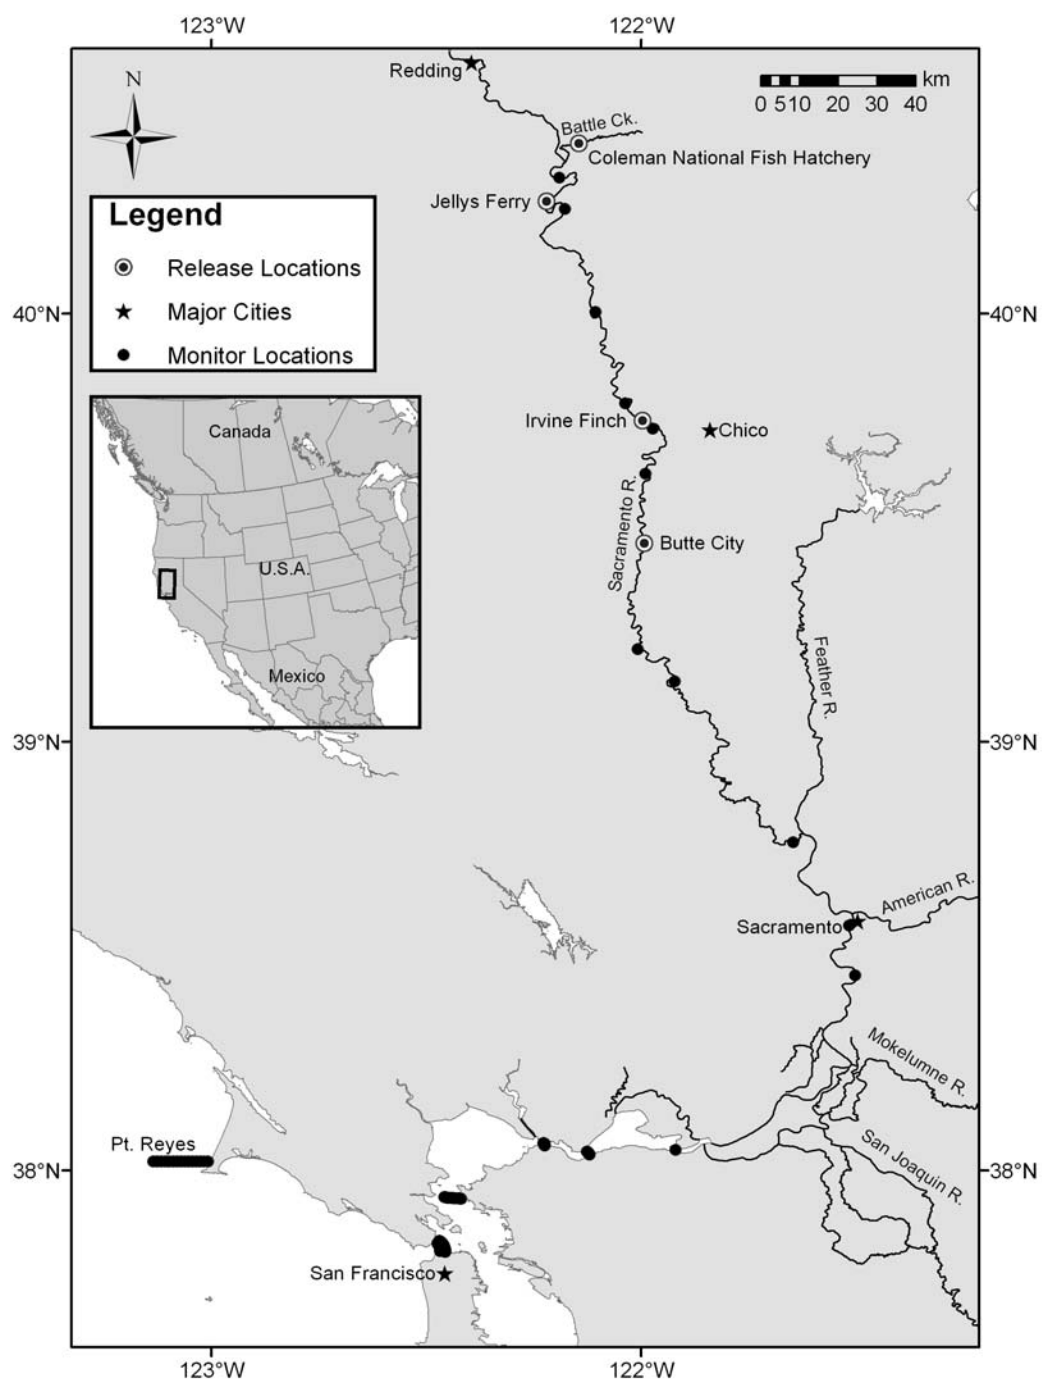 123°W
122°W
Redding
km
0 5 10 20 30 40
N
Battle Ck.
Coleman National Fish Hatchery
Jellys Ferry
Legend
Release Locations
Major Cities
Monitor Locations
40°N
40°N
Canada
U.S.A.
Mexico
Irvine Finch
Chico
Sacramento R.
Butte City
Feather R.
39°N
39°N
American R.
Sacramento
Mokelumne R.
Pt. Reyes
San Joaquin R.
38°N
38°N
San Francisco
123°W
122°W